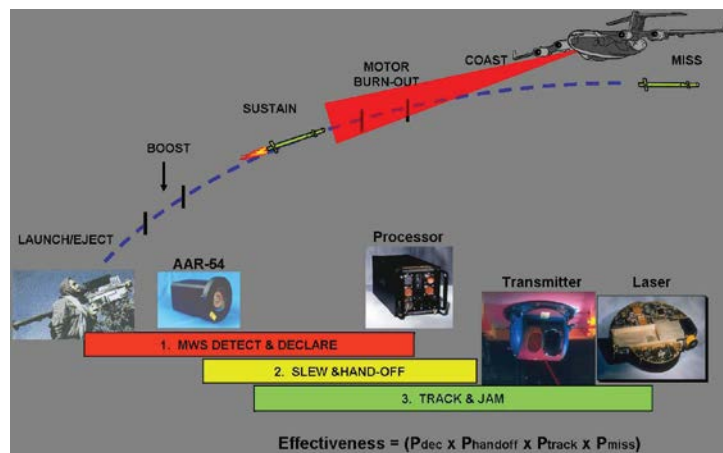 COAST
MISS
MOTOR
BURN-OUT
SUSTAIN
BOOST
LAUNCH/EJECT
AAR-54
Processor
Transmitter
Laser
1. MWS DETECT & DECLARE
2. SLEW &HAND-OFF
3. TRACK & JAM
Effectiveness = (Pdec x Phandoff x Ptrack x Pmiss)